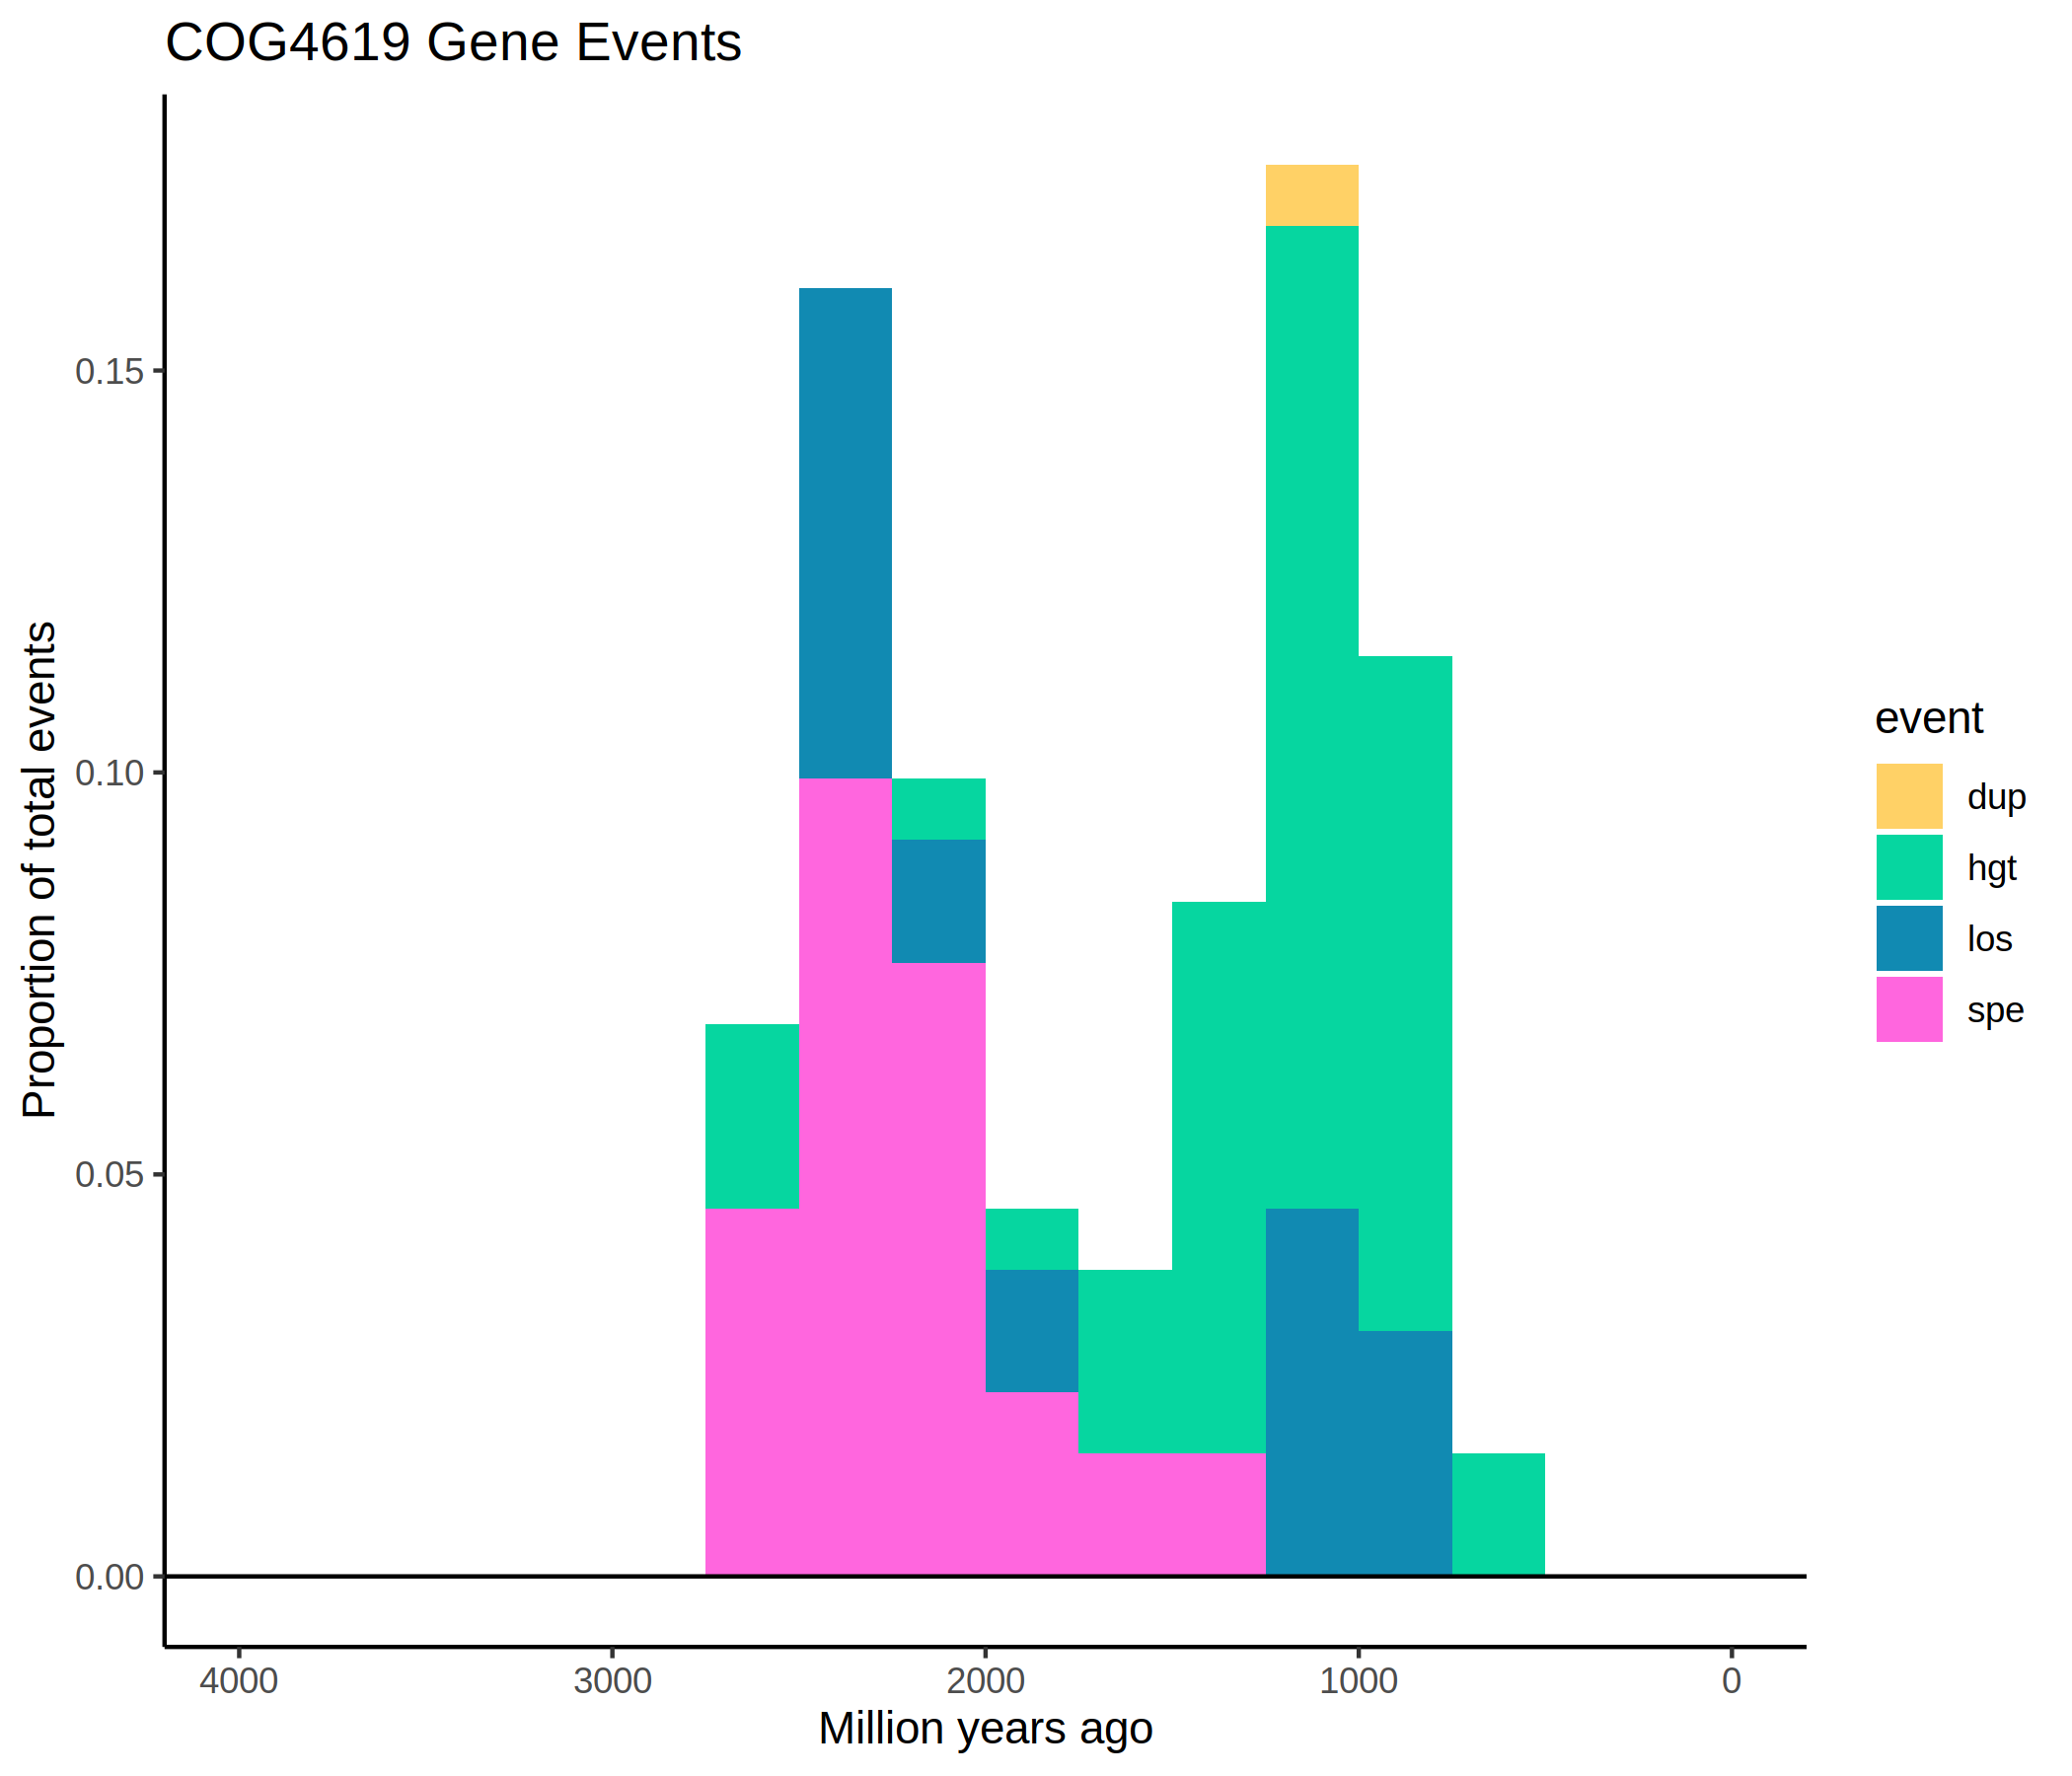 COG4619 Gene Events
Proportion of total events
0.15
0.10
0.05
0.00
4000 3000 2000 1000 0
Million years ago
event
dup
hgt
los
spe